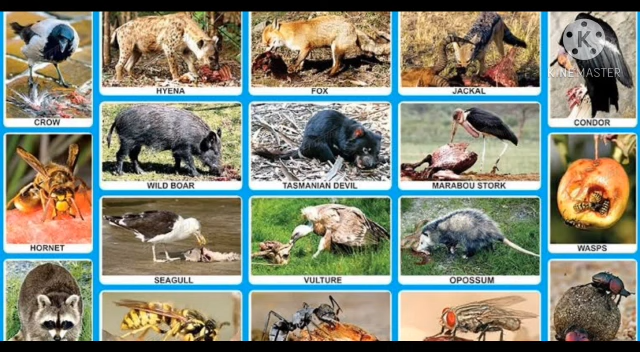 HYENA
FOX
JACKAL
KINEMASTER
CROW
CONDOR
WILD BOAR
TASMANIAN DEVIL
MARABOU STORK
HORNET
WASPS
SEAGULL
VULTURE
OPOSSUM